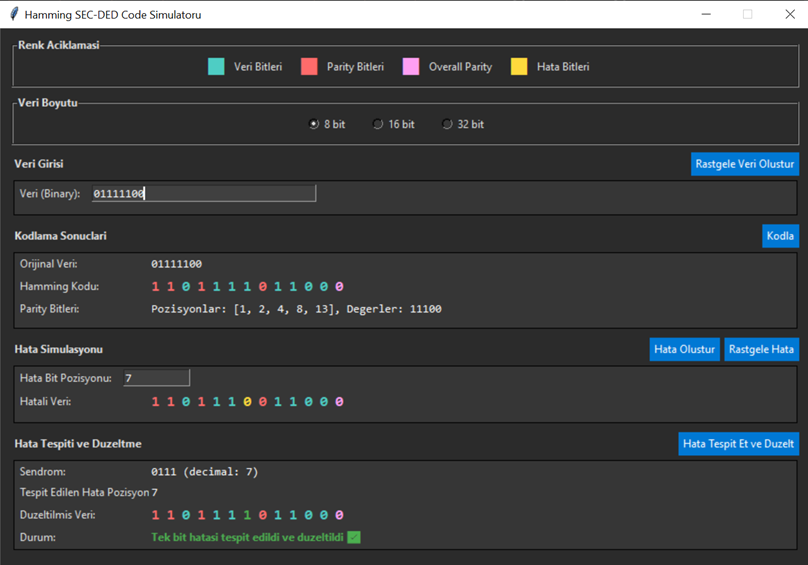 Hamming SEC-DED Code Simulatoru
Renk Aciklamasi
Veri Bitleri Parity Bitleri Overall Parity Hata Bitleri
Veri Boyutu
8 bit 16 bit 32 bit
Veri Girisi Rastgele Veri Olustur
Veri (Binary): 01111100
Kodlama Sonuclari Kodla
Orijinal Veri: 01111100
Hamming Kodu: 1 1 0 1 1 1 1 0 1 1 0 0 0
Parity Bitleri: Pozisyonlar: [1, 2, 4, 8, 13], Degerler: 11100
Hata Simulasyonu Hata Olustur Rastgele Hata
Hata Bit Pozisyonu: 7
Hatali Veri: 1 1 0 1 1 1 0 0 1 1 0 0 0
Hata Tespiti ve Duzeltme Hata Tespit Et ve Duzelt
Sendrom: 0111 (decimal: 7)
Tespit Edilen Hata Pozisyon 7
Duzeltilmis Veri: 1 1 0 1 1 1 1 0 1 1 0 0 0
Durum: Tek bit hatasi tespit edildi ve duzeltildi ✅